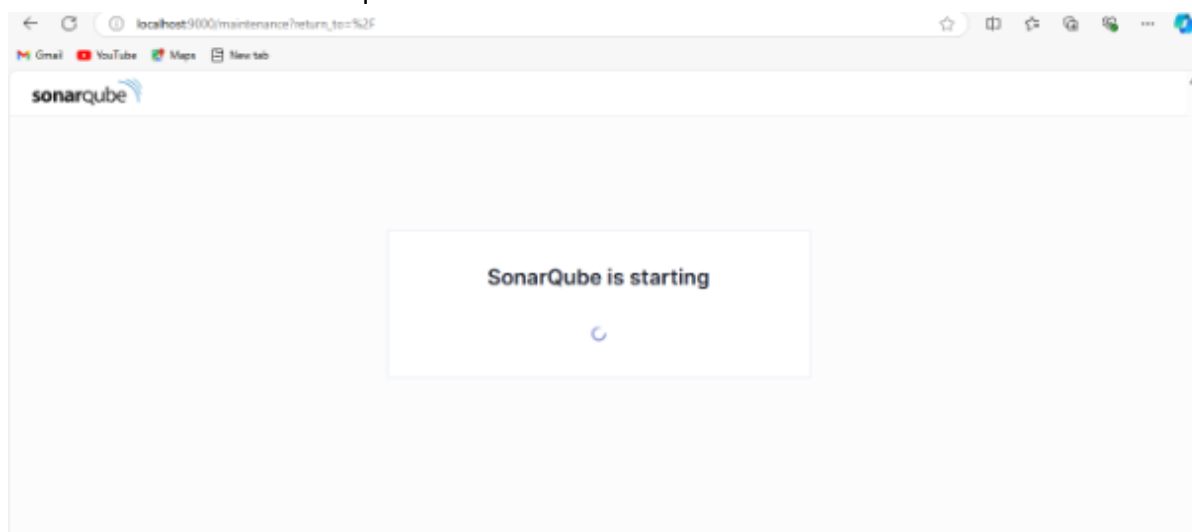 localhost:9000/maintenance?return_to=%2F
Gmail YouTube Maps New tab
sonarqube
SonarQube is starting